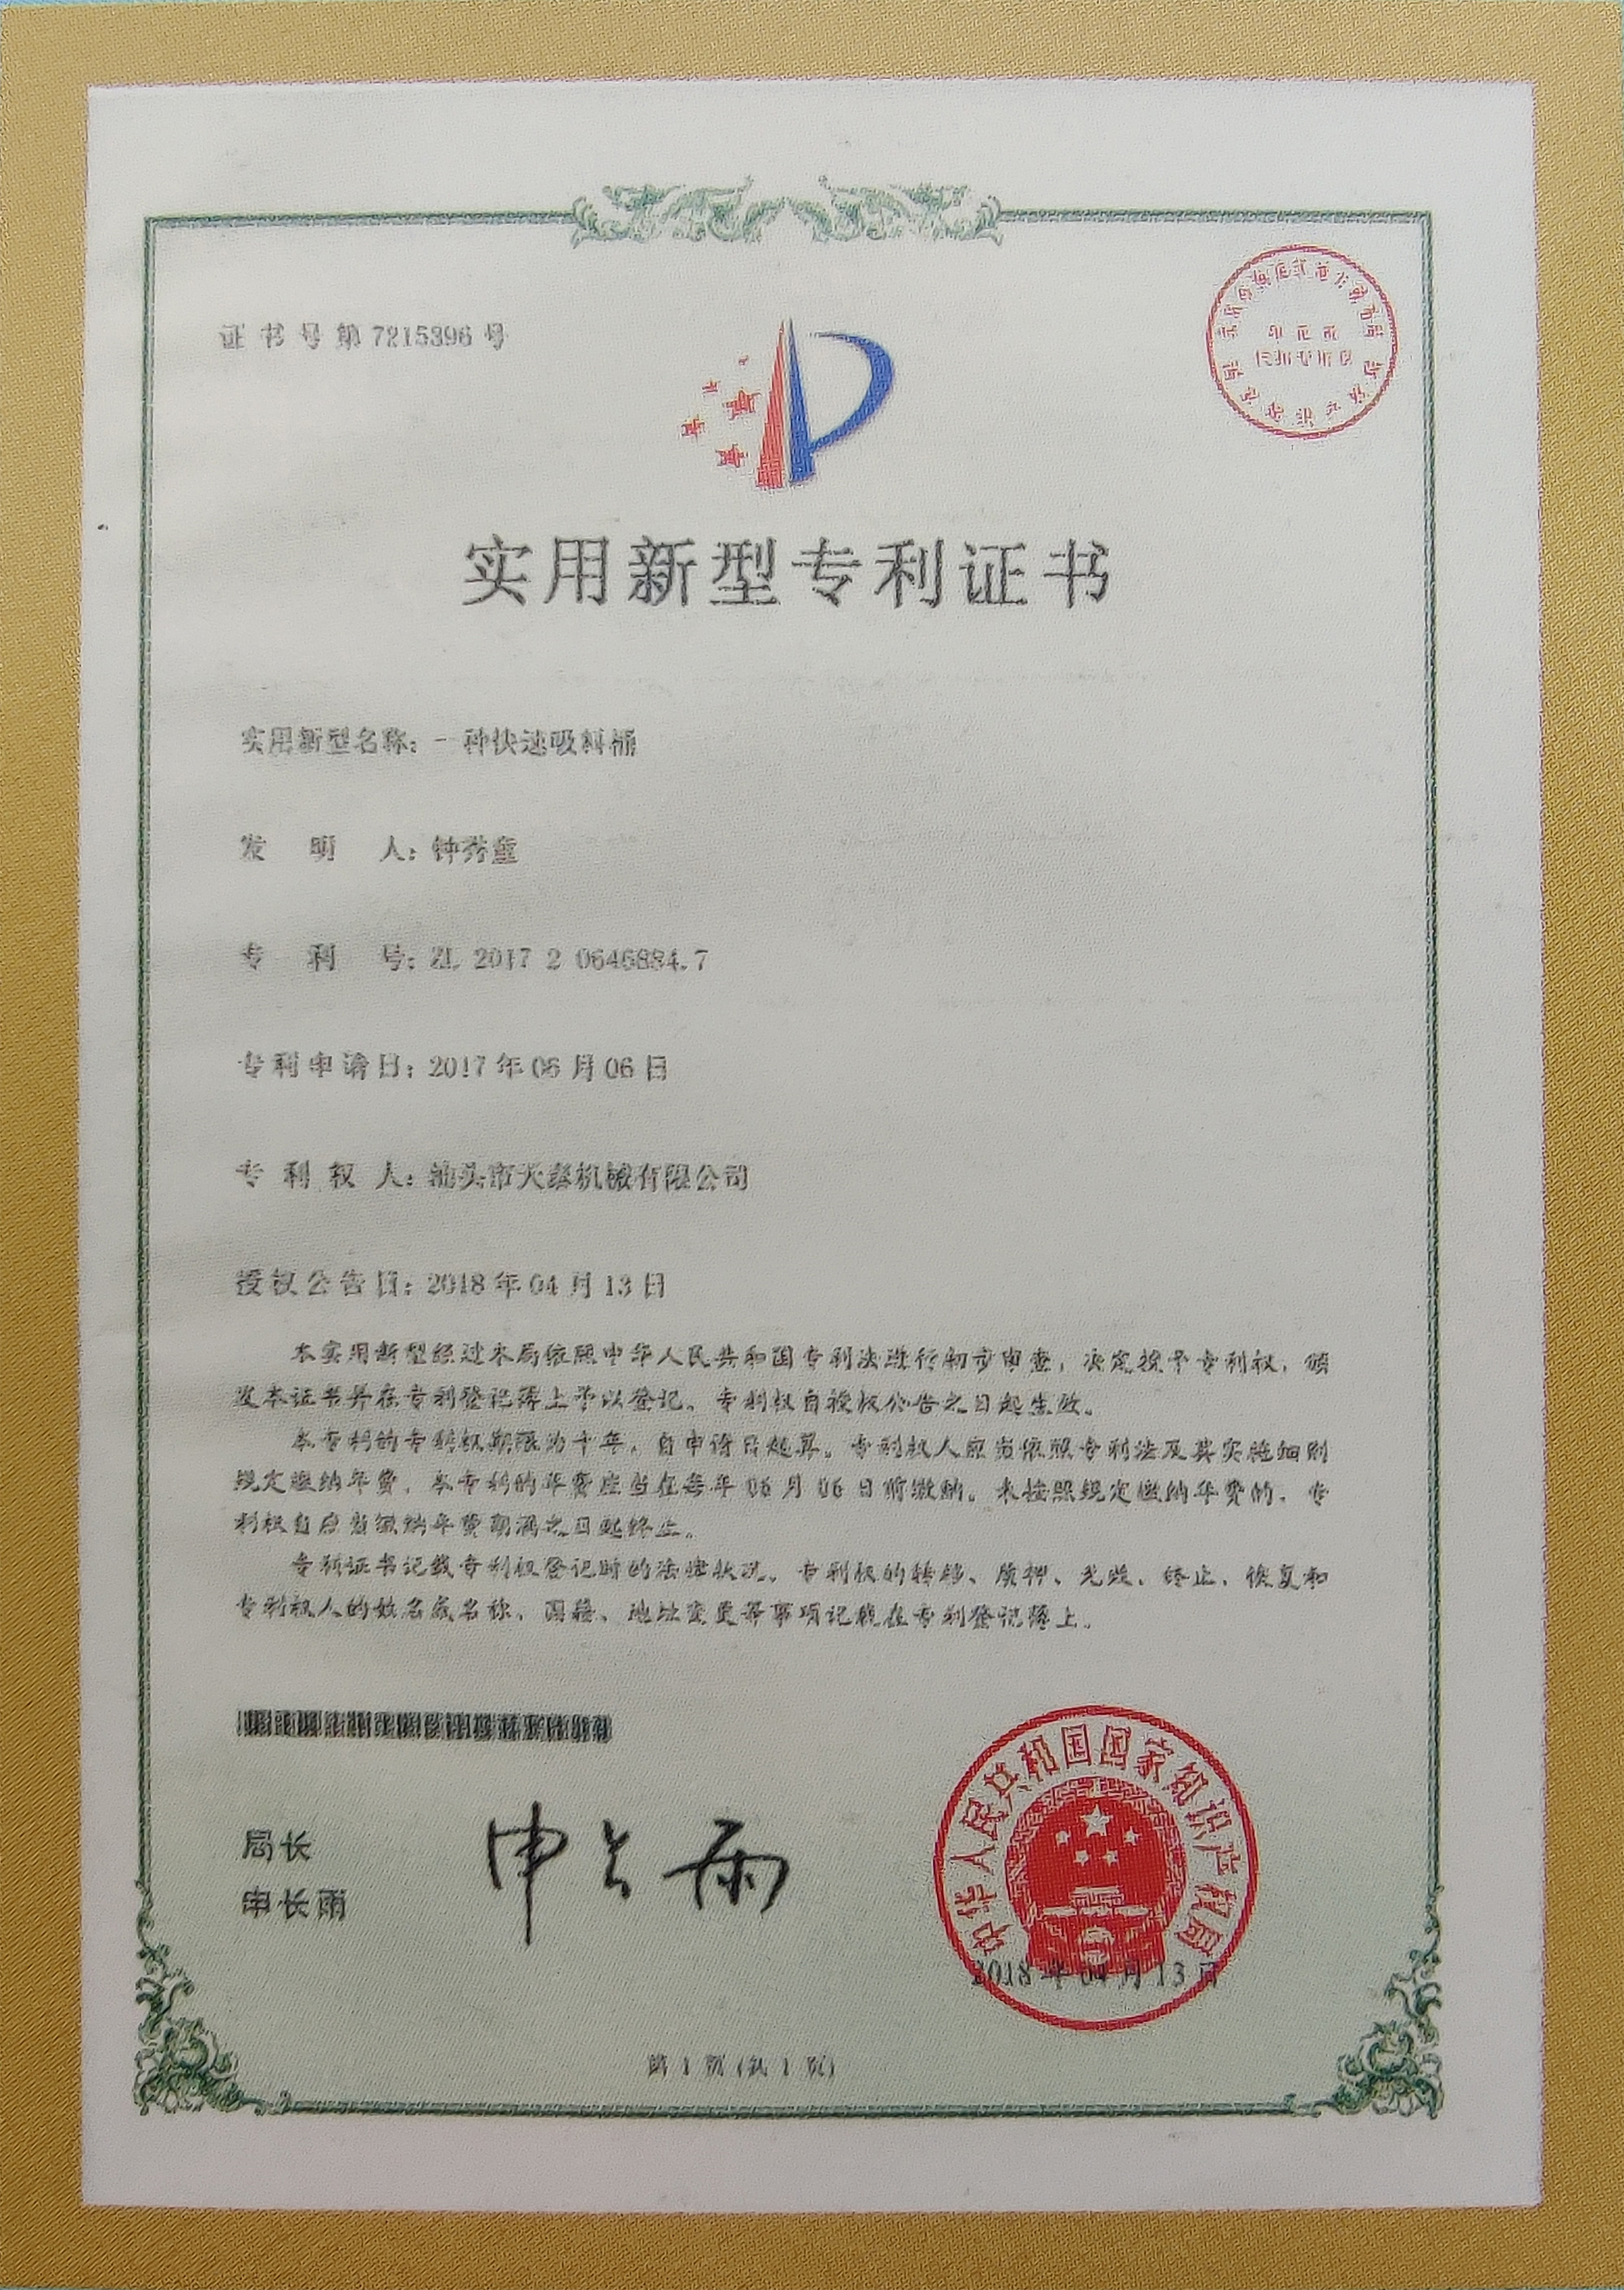 证书号第7215396号
实用新型专利证书
实用新型名称：一种快速吸料桶
发明人：钟秀童
专利号：ZL 2017 2 0646884.7
专利申请日：2017年06月06日
专利权人：汕头市天泰机械有限公司
授权公告日：2018年04月13日
本实用新型经过本局依照中华人民共和国专利法进行初步审查，决定授予专利权，颁
发本证书并在专利登记簿上予以登记。专利权自授权公告之日起生效。
本专利的专利权期限为十年，自申请日起算。专利权人应当依照专利法及其实施细则
规定缴纳年费。本专利的年费应当在每年06月06日前缴纳。未按照规定缴纳年费的，专
利权自应当缴纳年费期满之日起终止。
专利证书记载专利权登记时的法律状况。专利权的转移、质押、无效、终止、恢复和
专利权人的姓名或名称、国籍、地址变更等事项记载在专利登记簿上。
局长
申长雨
申长雨
中华人民共和国国家知识产权局
2018年04月13日
第1页(共1页)